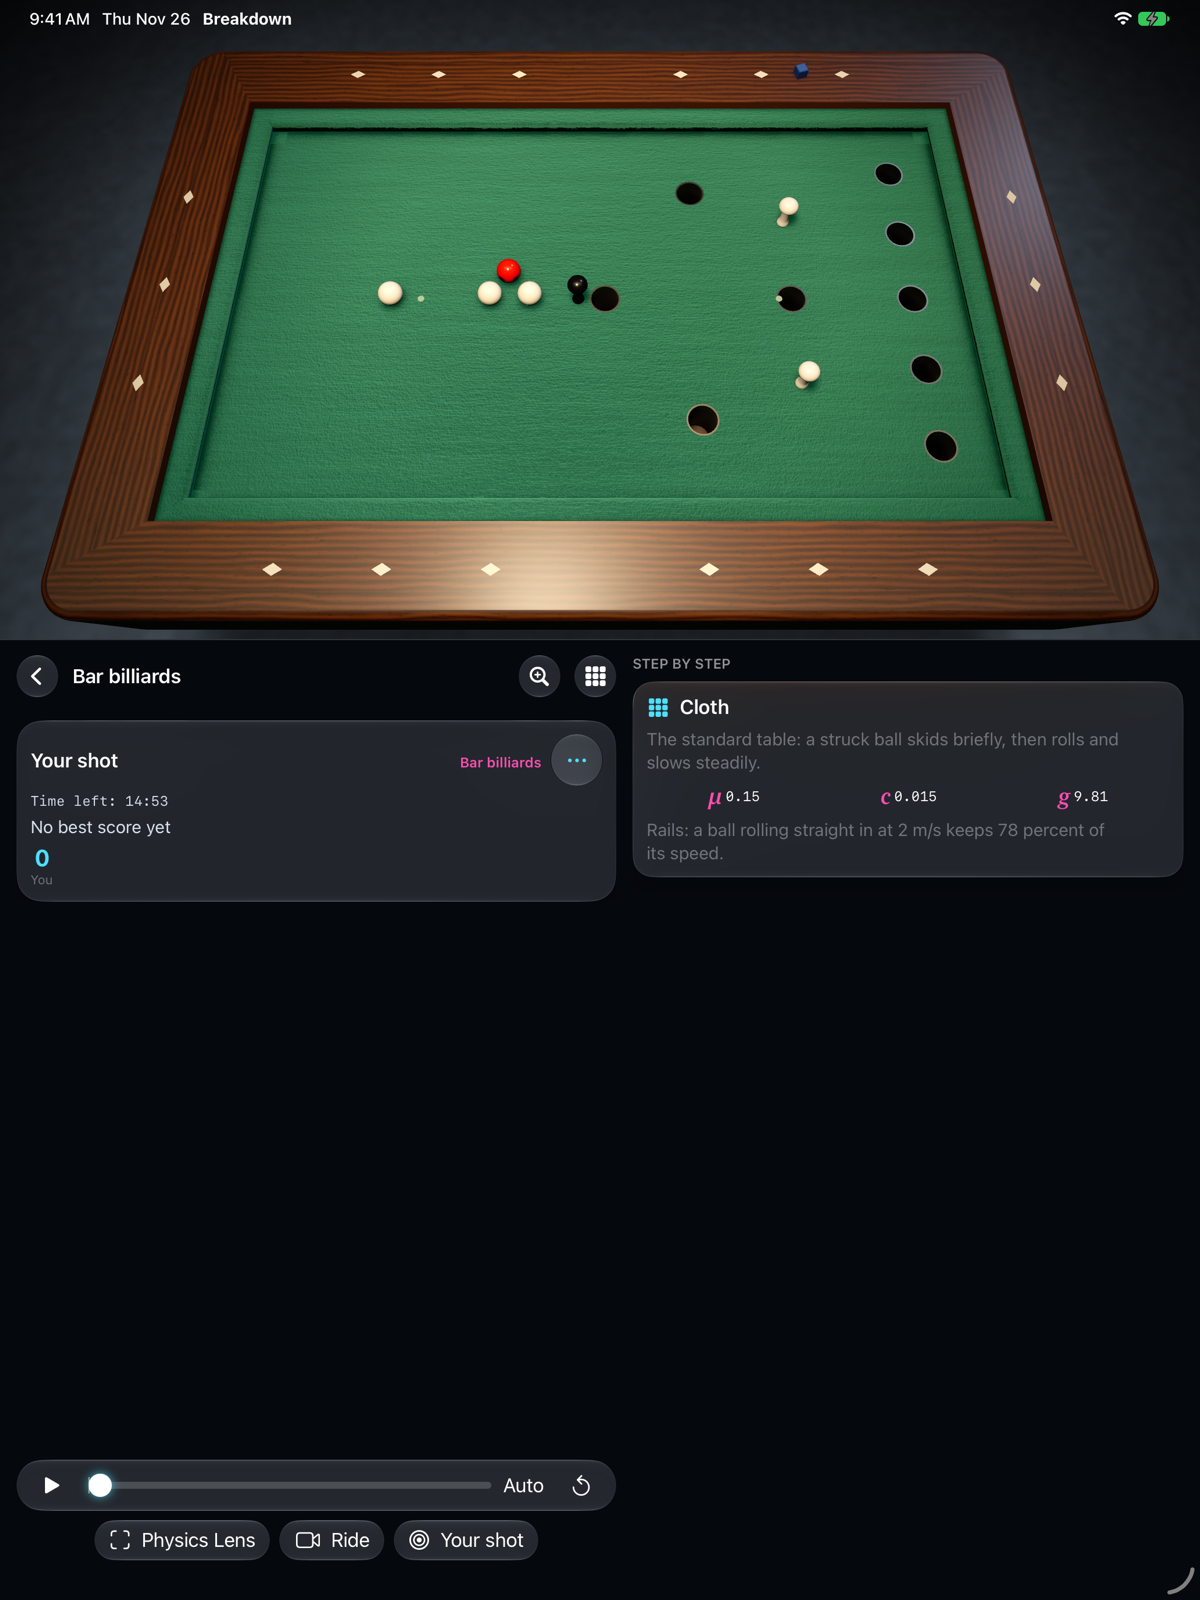 9:41 AM Thu Nov 26 Breakdown
Bar billiards
Your shot
Bar billiards
Time left: 14:53
No best score yet
0
You
STEP BY STEP
Cloth
The standard table: a struck ball skids briefly, then rolls and
slows steadily.
μ 0.15 c 0.015 g 9.81
Rails: a ball rolling straight in at 2 m/s keeps 78 percent of
its speed.
Auto
Physics Lens
Ride
Your shot